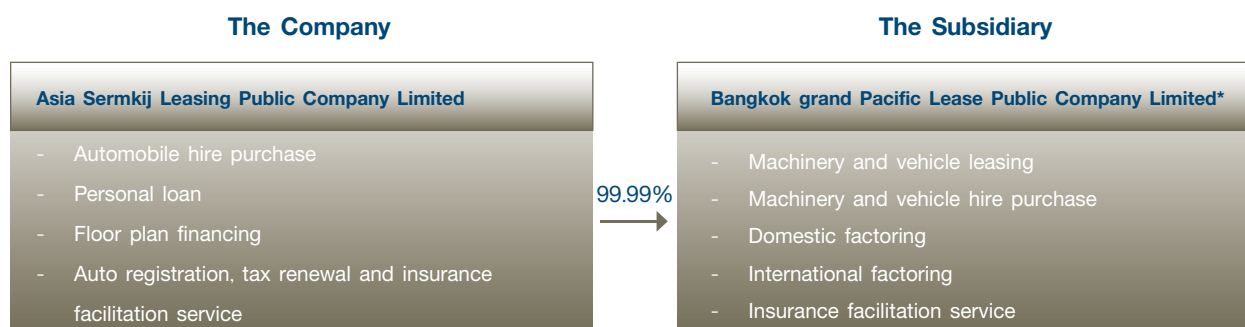 The Company
Asia Sermkij Leasing Public Company Limited
- Automobile hire purchase
- Personal loan
- Floor plan financing
- Auto registration, tax renewal and insurance
facilitation service
99.99%
The Subsidiary
Bangkok grand Pacific Lease Public Company Limited*
- Machinery and vehicle leasing
- Machinery and vehicle hire purchase
- Domestic factoring
- International factoring
- Insurance facilitation service